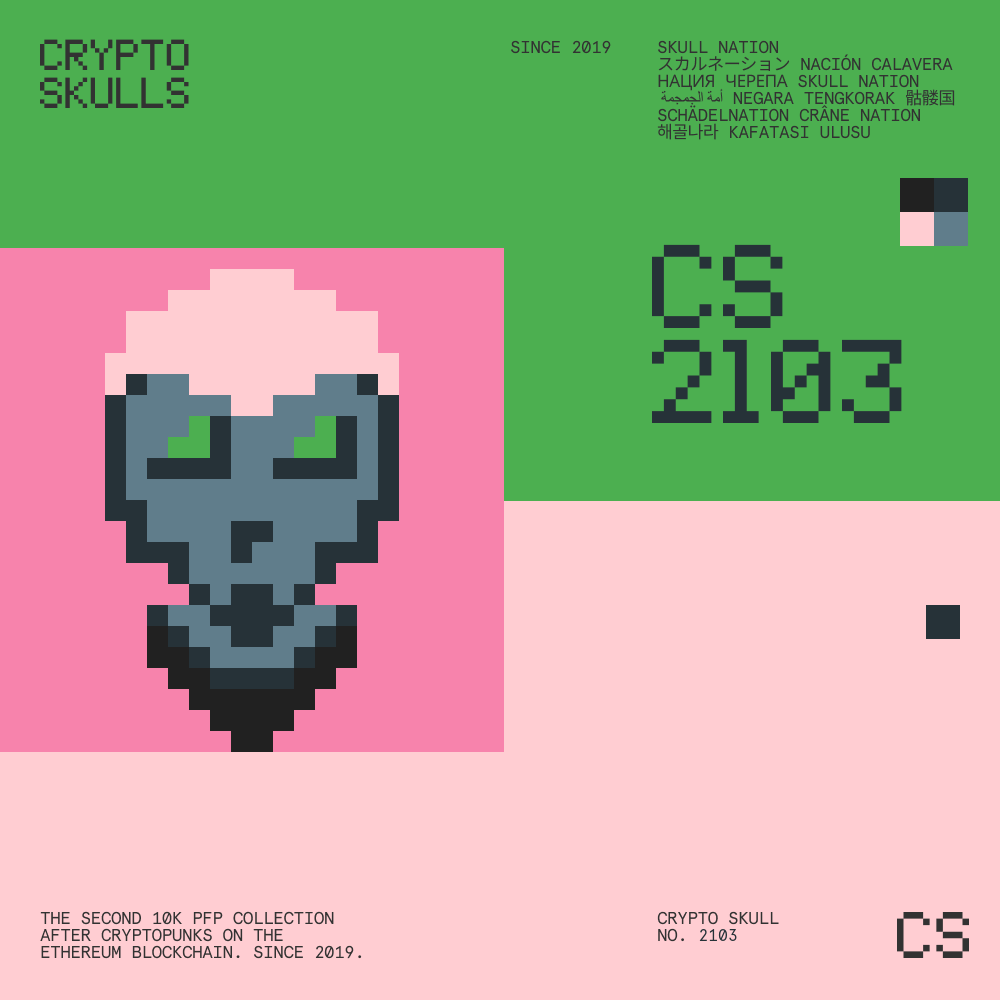 CRYPTO
SKULLS
SINCE 2019
SKULL NATION
スカルネーション NACIÓN CALAVERA
НАЦИЯ ЧЕРЕПА SKULL NATION
أمة الجمجمة NEGARA TENGKORAK 骷髅国
SCHÄDELNATION CRÂNE NATION
해골나라 KAFATASI ULUSU
CS
2103
THE SECOND 10K PFP COLLECTION
AFTER CRYPTOPUNKS ON THE
ETHEREUM BLOCKCHAIN. SINCE 2019.
CRYPTO SKULL
NO. 2103
CS